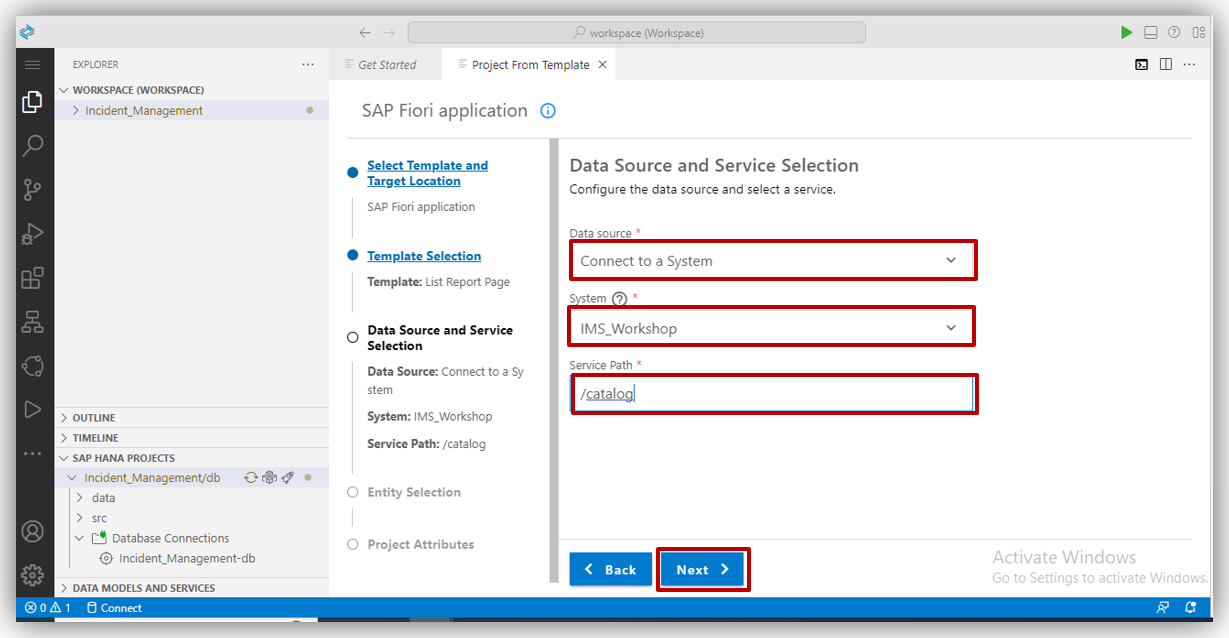 workspace (Workspace)
EXPLORER
Get Started
Project From Template
WORKSPACE (WORKSPACE)
Incident_Management
SAP Fiori application
Select Template and
Target Location
SAP Fiori application
Template Selection
Template: List Report Page
Data Source and Service
Selection
Data Source: Connect to a Sy
stem
System: IMS_Workshop
Service Path: /catalog
Entity Selection
Project Attributes
Data Source and Service Selection
Configure the data source and select a service.
Data source *
Connect to a System
System *
IMS_Workshop
Service Path *
/catalog
Back
Next
OUTLINE
TIMELINE
SAP HANA PROJECTS
Incident_Management/db
data
src
Database Connections
Incident_Management-db
DATA MODELS AND SERVICES
Activate Windows
Go to Settings to activate Windows.
0 1 Connect